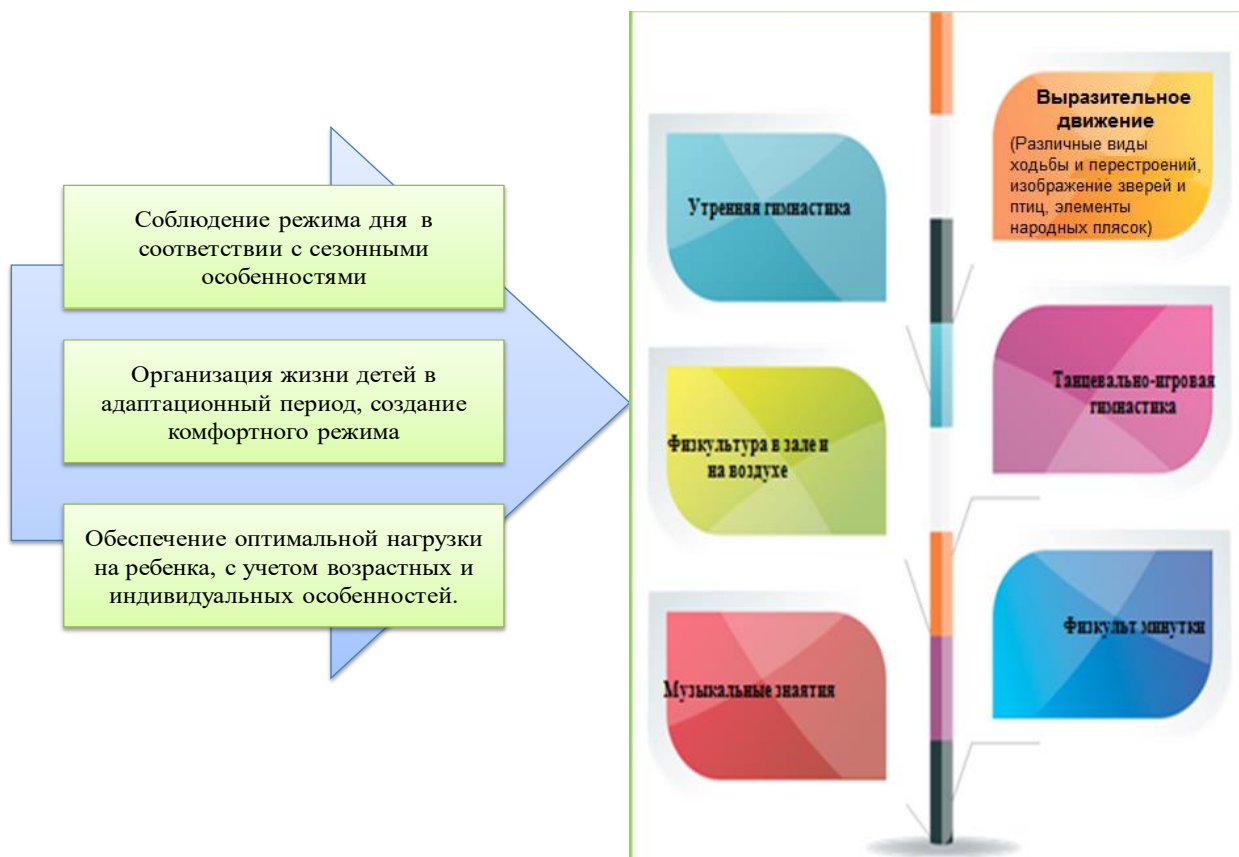 Соблюдение режима дня в
соответствии с сезонными
особенностями
Организация жизни детей в
адаптационный период, создание
комфортного режима
Обеспечение оптимальной нагрузки
на ребенка, с учетом возрастных и
индивидуальных особенностей.
Утренняя гимнастика
Физкультура в зале и
на воздухе
Музыкальные знаятия
Выразительное
движение
(Различные виды
ходьбы и перестроений,
изображение зверей и
птиц, элементы
народных плясок)
Танцевально-игровая
гимнастика
Физкульт минутки